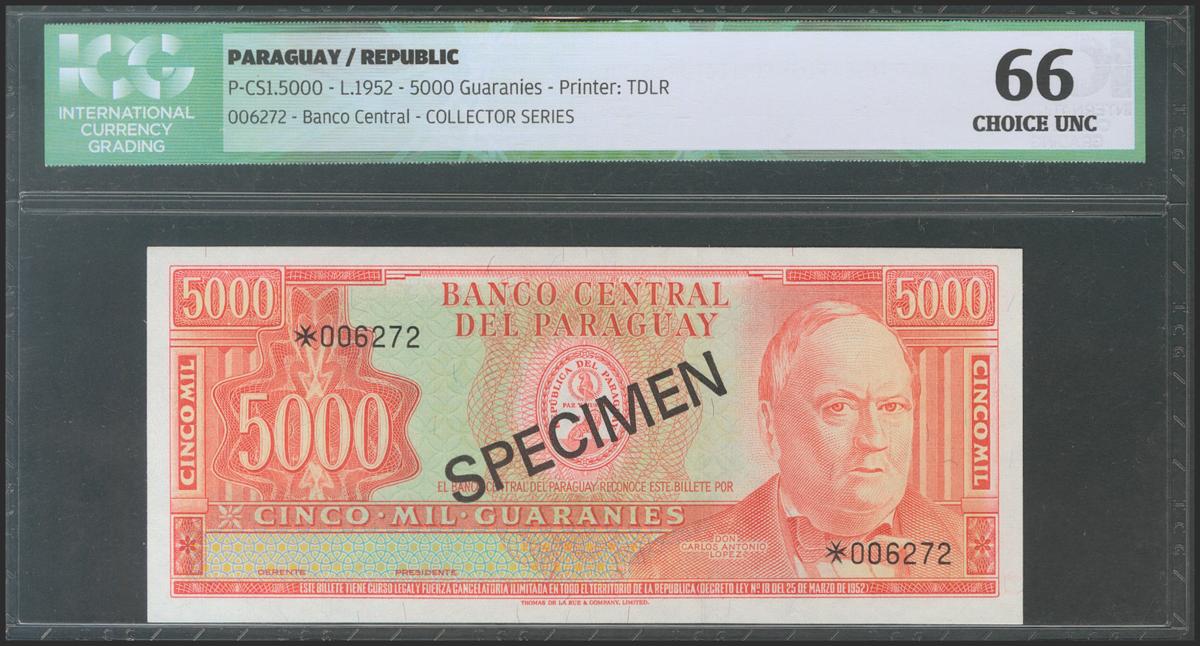 ICG
INTERNATIONAL
CURRENCY
GRADING
PARAGUAY / REPUBLIC
P-CS1.5000 - L.1952 - 5000 Guaranies - Printer: TDLR
006272 - Banco Central - COLLECTOR SERIES
66
CHOICE UNC
5000
BANCO CENTRAL
DEL PARAGUAY
5000
*006272
REPUBLICA DEL PARAGUAY
CINCO MIL
5000
SPECIMEN
CINCO MIL
EL BANCO CENTRAL DEL PARAGUAY RECONOCE ESTE BILLETE POR
CINCO·MIL·GUARANIES
DON
CARLOS ANTONIO
LOPEZ
*006272
GERENTE
PRESIDENTE
ESTE BILLETE TIENE CURSO LEGAL Y FUERZA CANCELATORIA ILIMITADA EN TODO EL TERRITORIO DE LA REPUBLICA (DECRETO LEY Nº 18 DEL 25 DE MARZO DE 1952)
THOMAS DE LA RUE & COMPANY, LIMITED.